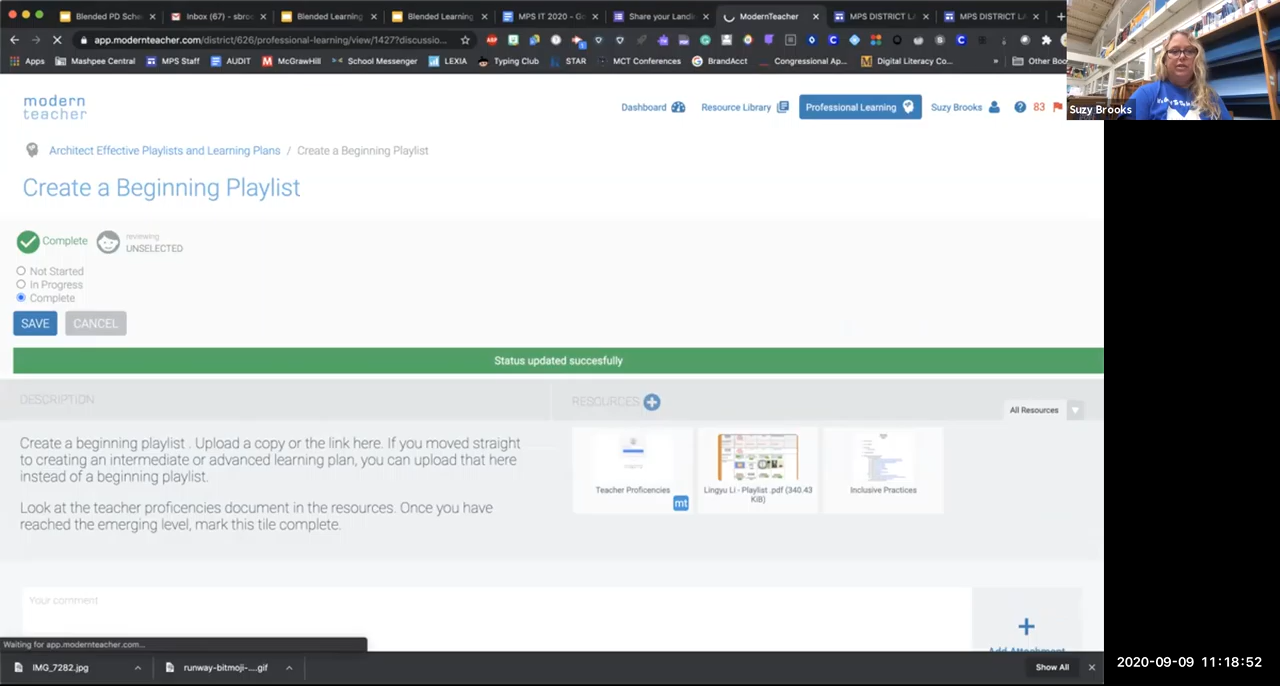 Blended PD Sche
Inbox (67) - sbroo
Blended Learning
Blended Learning
MPS IT 2020 - Go
Share your Landi
ModernTeacher
MPS DISTRICT LA
MPS DISTRICT LA
app.modernteacher.com/district/626/professional-learning/view/1427?discussio...
Apps
Mashpee Central
MPS Staff
AUDIT
McGrawHill
School Messenger
LEXIA
Typing Club
STAR
MCT Conferences
BrandAcct
Congressional Ap...
Digital Literacy Co...
»
Other Boo
Suzy Brooks
modern
teacher
Dashboard
Resource Library
Professional Learning
Suzy Brooks
83
Architect Effective Playlists and Learning Plans / Create a Beginning Playlist
Create a Beginning Playlist
Complete
reviewing
UNSELECTED
Not Started
In Progress
Complete
SAVE
CANCEL
Status updated succesfully
DESCRIPTION
RESOURCES
All Resources
Create a beginning playlist . Upload a copy or the link here. If you moved straight
to creating an intermediate or advanced learning plan, you can upload that here
instead of a beginning playlist.
Look at the teacher proficiencies document in the resources. Once you have
reached the emerging level, mark this tile complete.
Teacher Proficiencies
mt
Lingyu Li - Playlist .pdf (340.43
KiB)
Inclusive Practices
Your comment
Add Attachment
Waiting for app.modernteacher.com...
IMG_7282.jpg
runway-bitmoji-....gif
Show All
2020-09-09 11:18:52